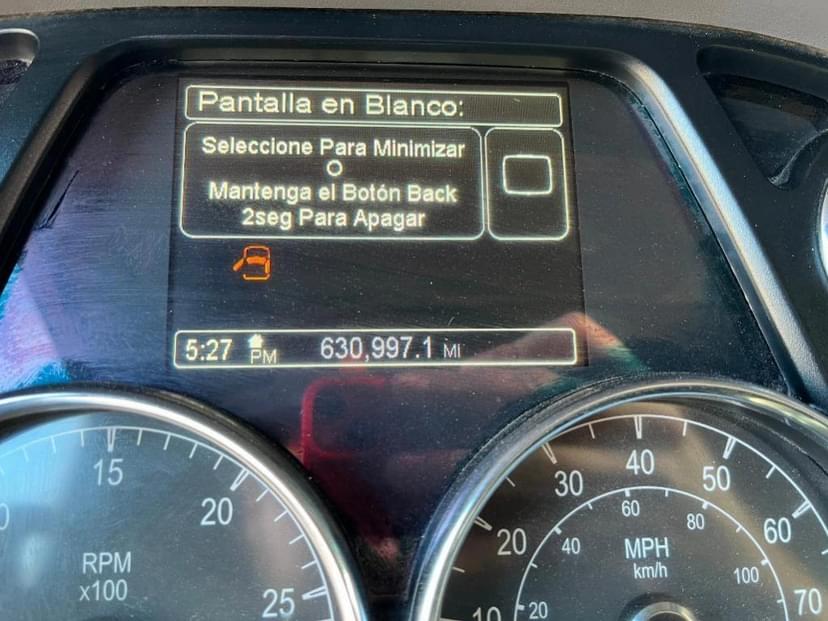 Pantalla en Blanco:
Seleccione Para Minimizar
O
Mantenga el Botón Back
2seg Para Apagar
5:27 PM 630,997.1 MI
15
20
25
RPM
x100
10
20
30
40
50
60
70
20
40
60
80
100
MPH
km/h